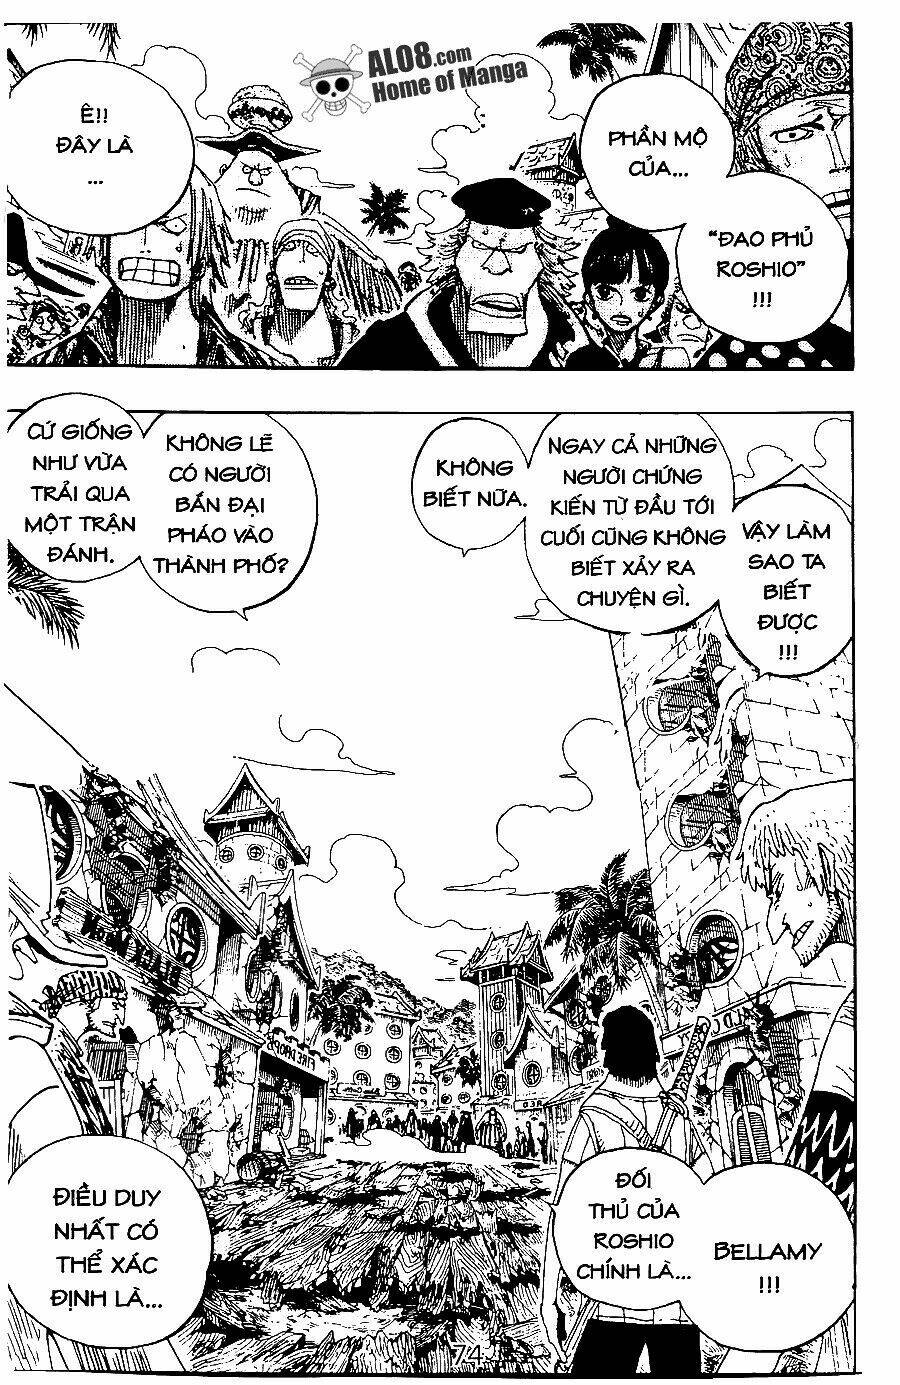 AL08.com
Home of Manga
Ê!!
ĐÂY LÀ
...
PHẦN MỘ
CỦA...
"ĐAO PHỦ
ROSHIO"
!!!
CỨ GIỐNG
NHƯ VỪA
TRẢI QUA
MỘT TRẬN
ĐÁNH.
KHÔNG LẼ
CÓ NGƯỜI
BẮN ĐẠI
PHÁO VÀO
THÀNH PHỐ?
KHÔNG
BIẾT NỮA.
NGAY CẢ NHỮNG
NGƯỜI CHỨNG
KIẾN TỪ ĐẦU TỚI
CUỐI CŨNG KHÔNG
BIẾT XẢY RA
CHUYỆN GÌ.
VẬY LÀM
SAO TA
BIẾT
ĐƯỢC
!!!
ĐIỀU DUY
NHẤT CÓ
THỂ XÁC
ĐỊNH LÀ...
ĐỐI
THỦ CỦA
ROSHIO
CHÍNH LÀ...
BELLAMY
!!!
74